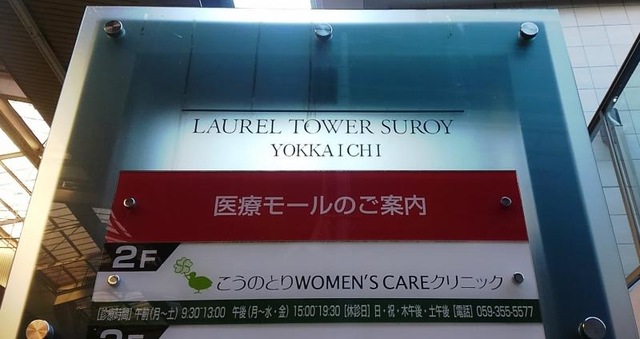 LAUREL TOWER SUROY
YOKKAICHI
医療モールのご案内
2F
こうのとりWOMEN'S CAREクリニック
[診療時間] 午前(月〜土) 9:30~13:00 午後(月〜水・金) 15:00~19:30 [休診日] 日・祝・木午後・土午後 [電話] 059-355-5577